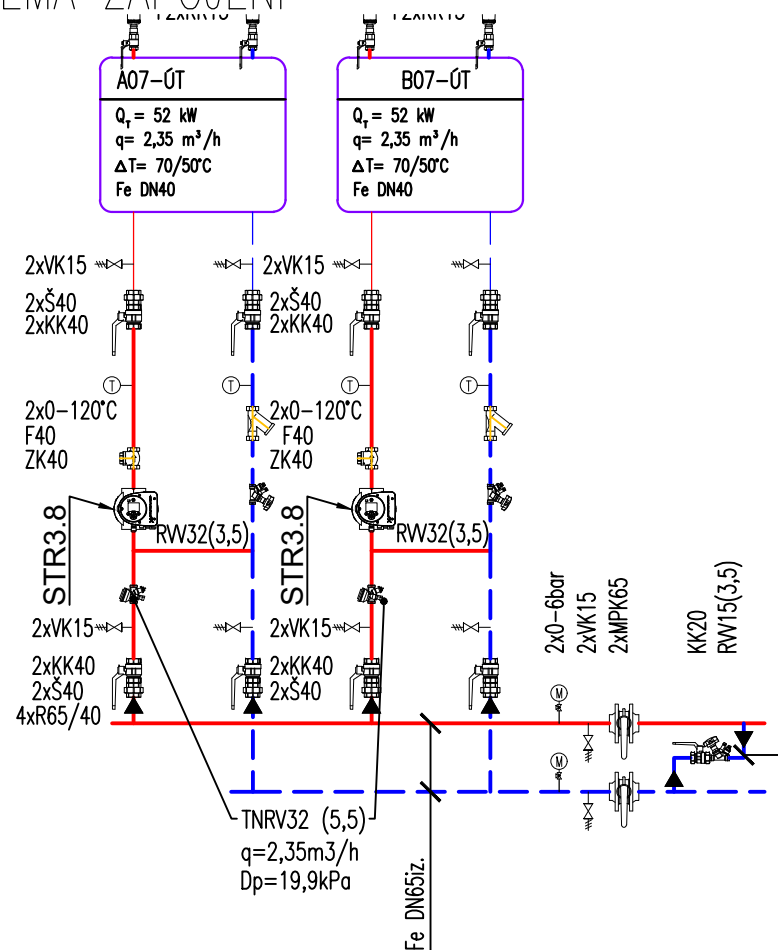 A07-ÚT
Q_T = 52 kW
q= 2,35 m³/h
ΔT= 70/50°C
Fe DN40
B07-ÚT
Q_T = 52 kW
q= 2,35 m³/h
ΔT= 70/50°C
Fe DN40
2xVK15
2xVK15
2xŠ40
2xKK40
2xŠ40
2xKK40
T
T
T
T
2x0-120°C
F40
ZK40
2x0-120°C
F40
ZK40
STR3.8
RW32(3,5)
STR3.8
RW32(3,5)
2xVK15
2xVK15
2xKK40
2xŠ40
4xR65/40
2xKK40
2xŠ40
2x0-6bar
2xVK15
2xMPK65
KK20
RW15(3,5)
M
M
TNRV32 (5,5)
q=2,35m3/h
Dp=19,9kPa
Fe DN65iz.